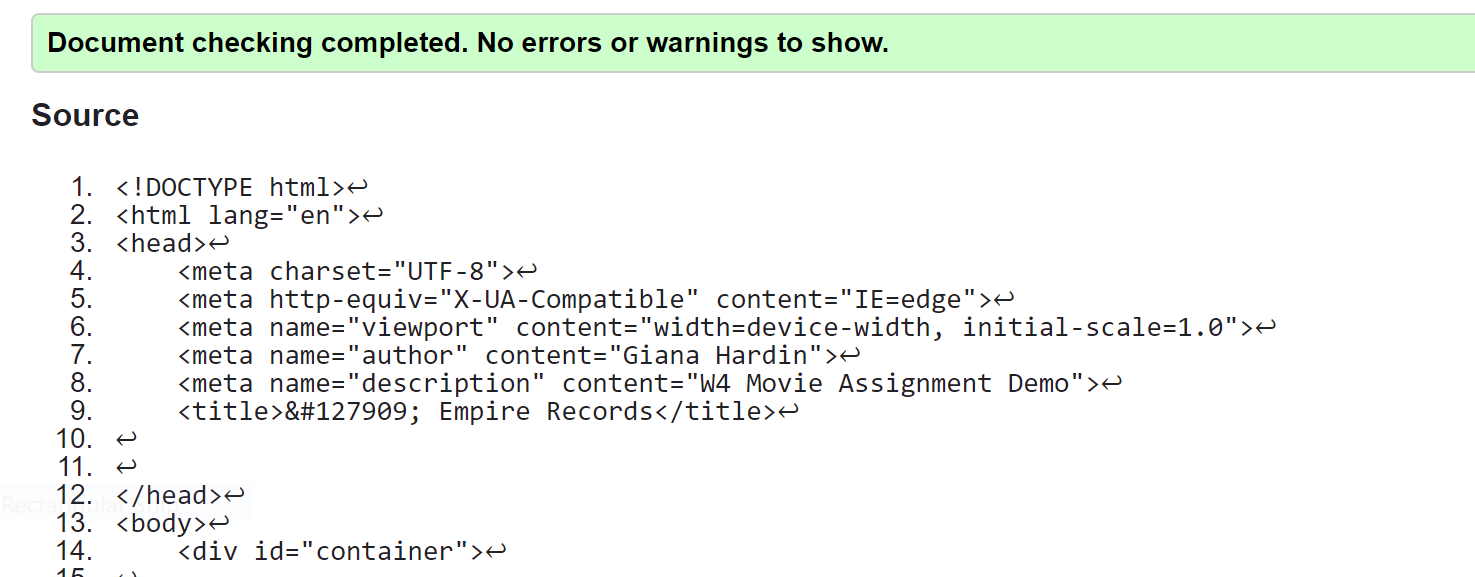 Document checking completed. No errors or warnings to show.
Source
1. <!DOCTYPE html>↩
2. <html lang="en">↩
3. <head>↩
4.     <meta charset="UTF-8">↩
5.     <meta http-equiv="X-UA-Compatible" content="IE=edge">↩
6.     <meta name="viewport" content="width=device-width, initial-scale=1.0">↩
7.     <meta name="author" content="Giana Hardin">↩
8.     <meta name="description" content="W4 Movie Assignment Demo">↩
9.     <title>&#127909; Empire Records</title>↩
10. ↩
11. ↩
12. </head>↩
13. <body>↩
14.     <div id="container">↩
15. ↩